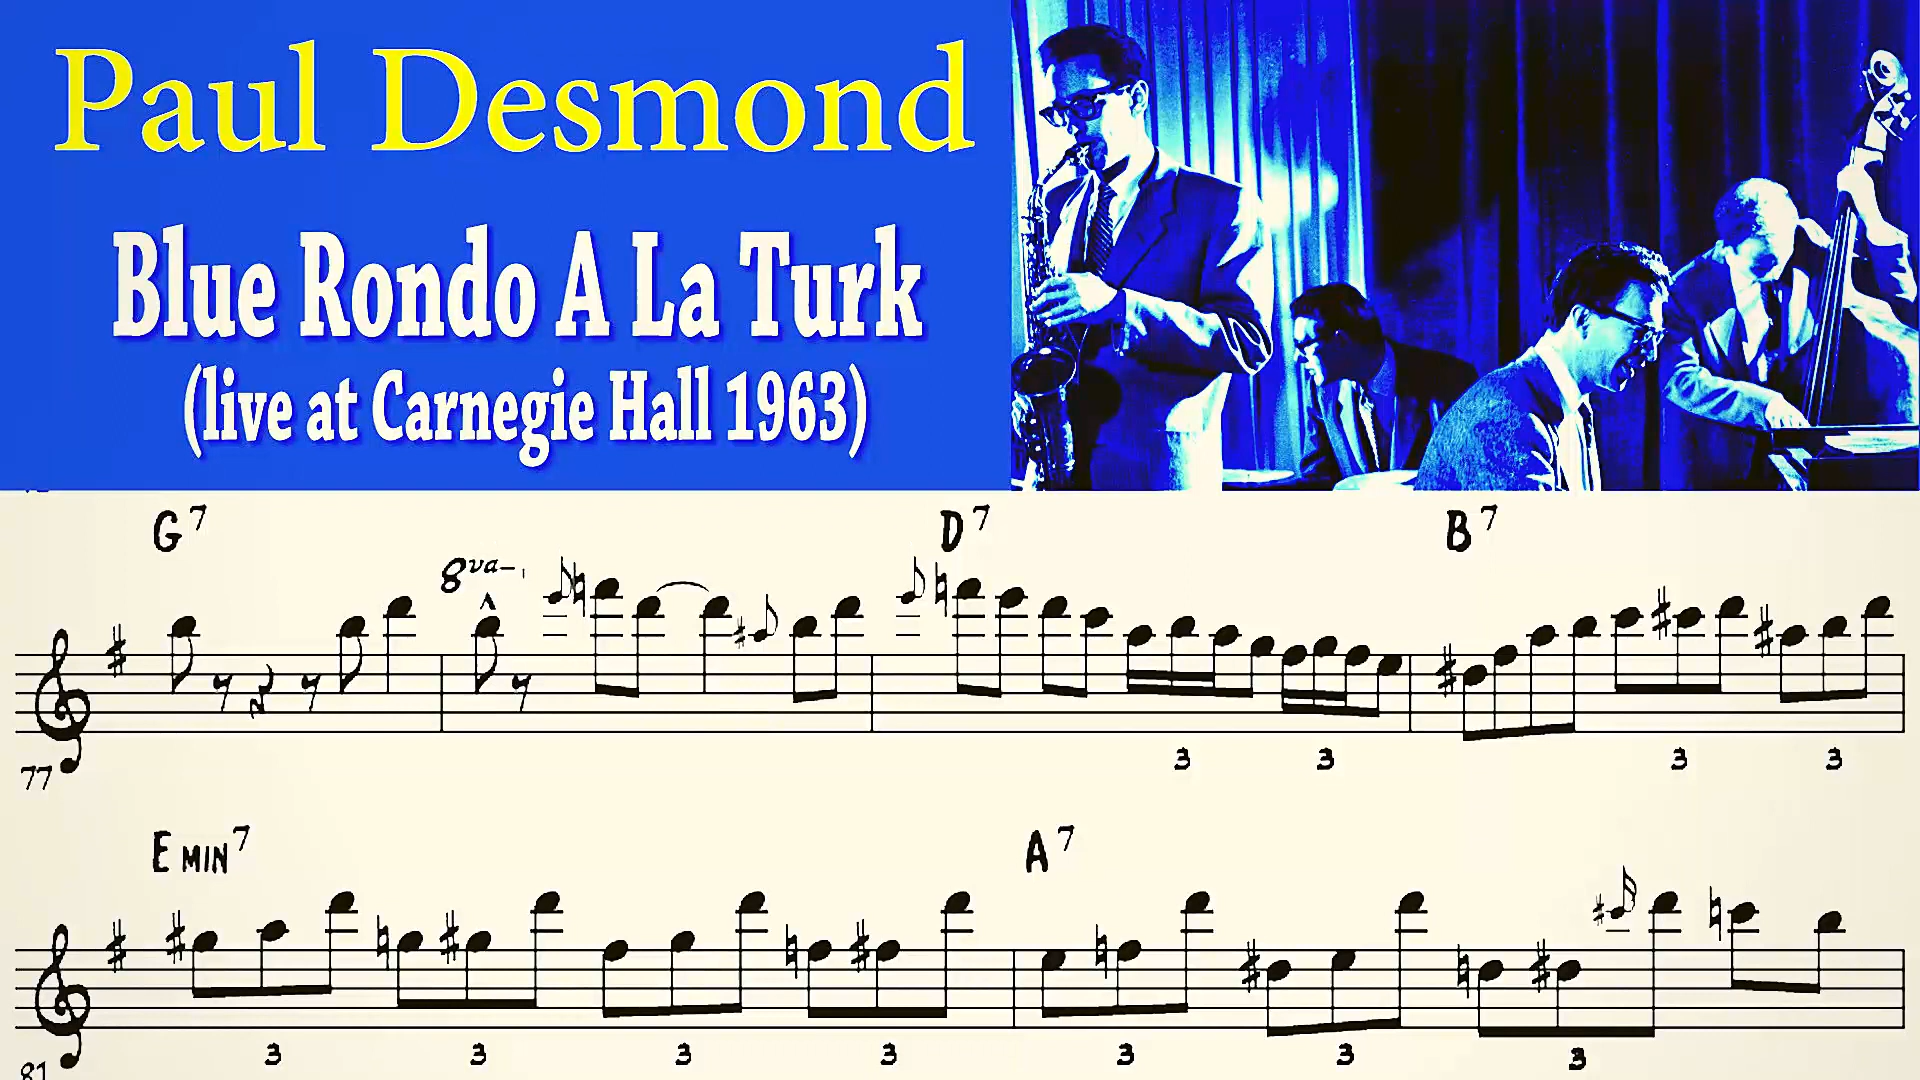 Paul Desmond
Blue Rondo A La Turk
(live at Carnegie Hall 1963)
G7 D7 B7
8va
77
3 3 3 3
E MIN7 A7
3 3 3 3 3 3 3
81